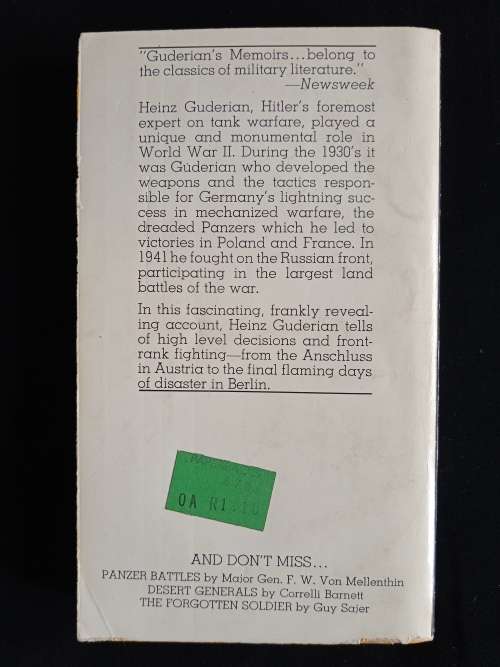 "Guderian's Memoirs...belong to
the classics of military literature."
—Newsweek
Heinz Guderian, Hitler's foremost
expert on tank warfare, played a
unique and monumental role in
World War II. During the 1930's it
was Guderian who developed the
weapons and the tactics respon-
sible for Germany's lightning suc-
cess in mechanized warfare, the
dreaded Panzers which he led to
victories in Poland and France. In
1941 he fought on the Russian front,
participating in the largest land
battles of the war.
In this fascinating, frankly reveal-
ing account, Heinz Guderian tells
of high level decisions and front-
rank fighting—from the Anschluss
in Austria to the final flaming days
of disaster in Berlin.
OA
AND DON'T MISS...
PANZER BATTLES by Major Gen. F. W. Von Mellenthin
DESERT GENERALS by Correlli Barnett
THE FORGOTTEN SOLDIER by Guy Sajer